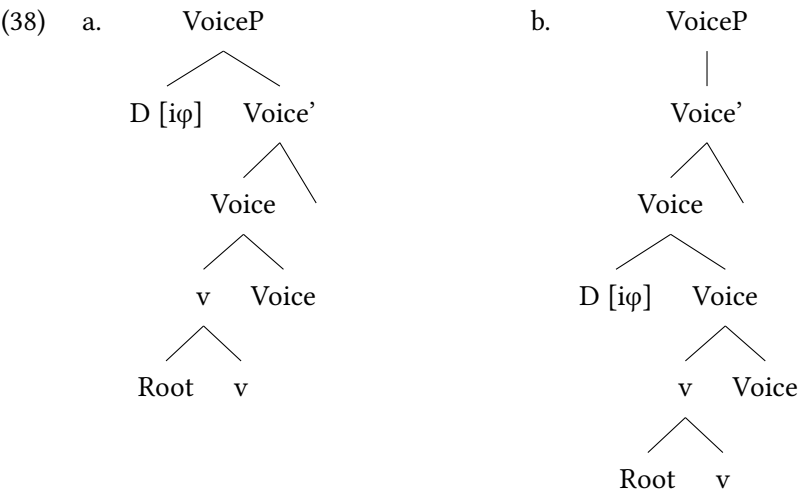 (38) a. VoiceP b. VoiceP
D [iφ] Voice’ Voice’
Voice Voice
v Voice D [iφ] Voice
Root v v Voice
Root v